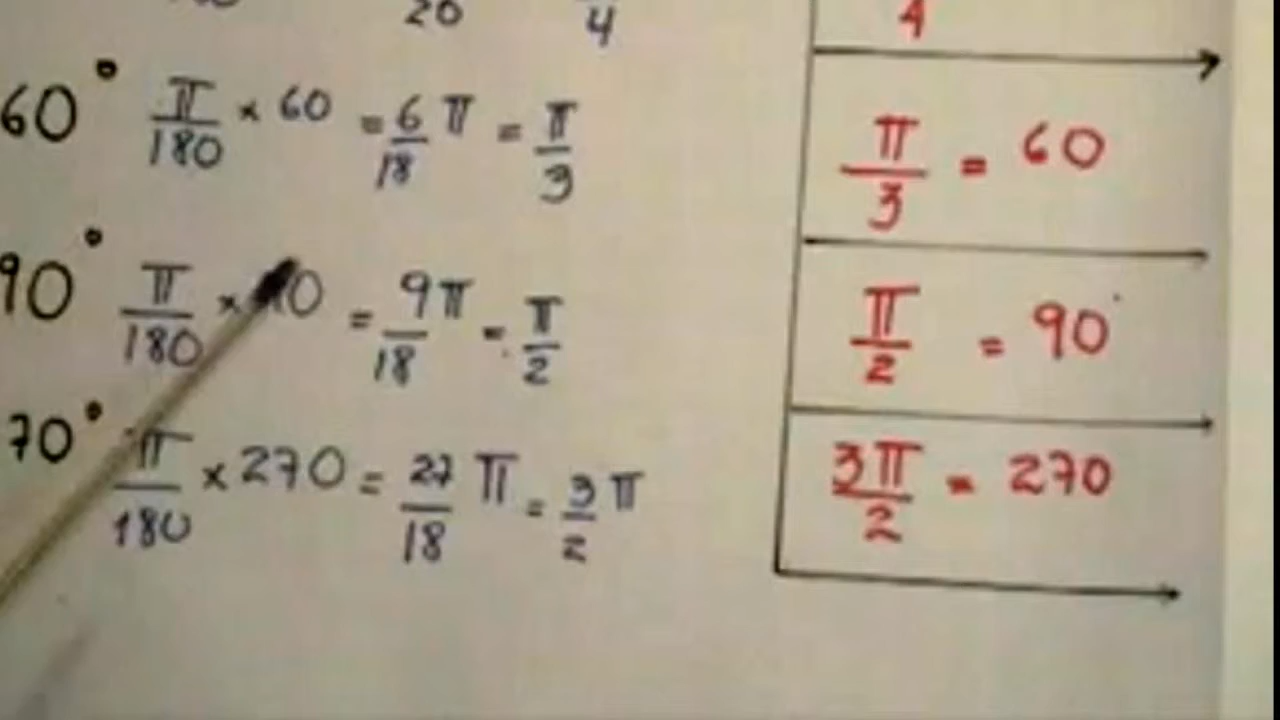 20 4
60° π/180 × 60 = 6/18 π = π/3
90° π/180 × 90 = 9π/18 = π/2
70° π/180 × 270 = 27/18 π = 3/2 π
4
π/3 = 60
π/2 = 90
3π/2 = 270